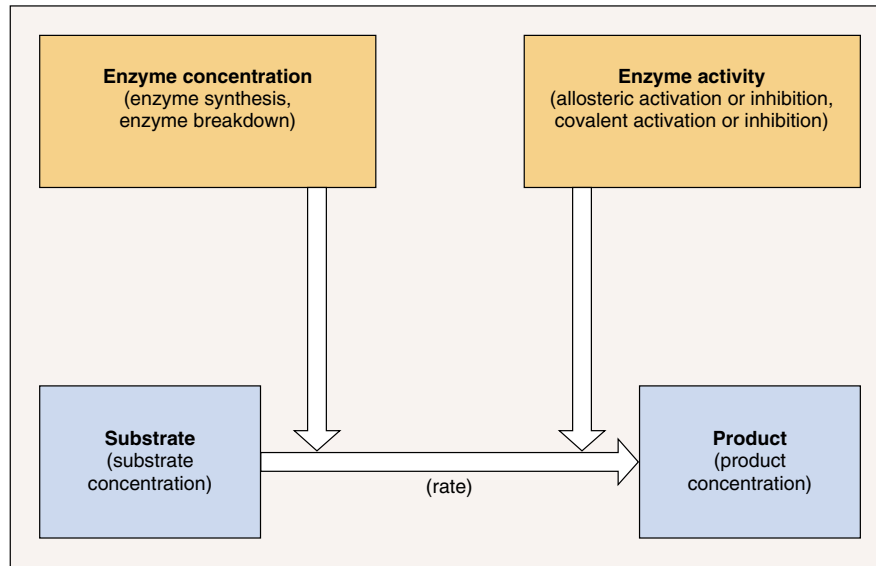 Enzyme concentration
(enzyme synthesis,
enzyme breakdown)
Enzyme activity
(allosteric activation or inhibition,
covalent activation or inhibition)
Substrate
(substrate
concentration)
(rate)
Product
(product
concentration)